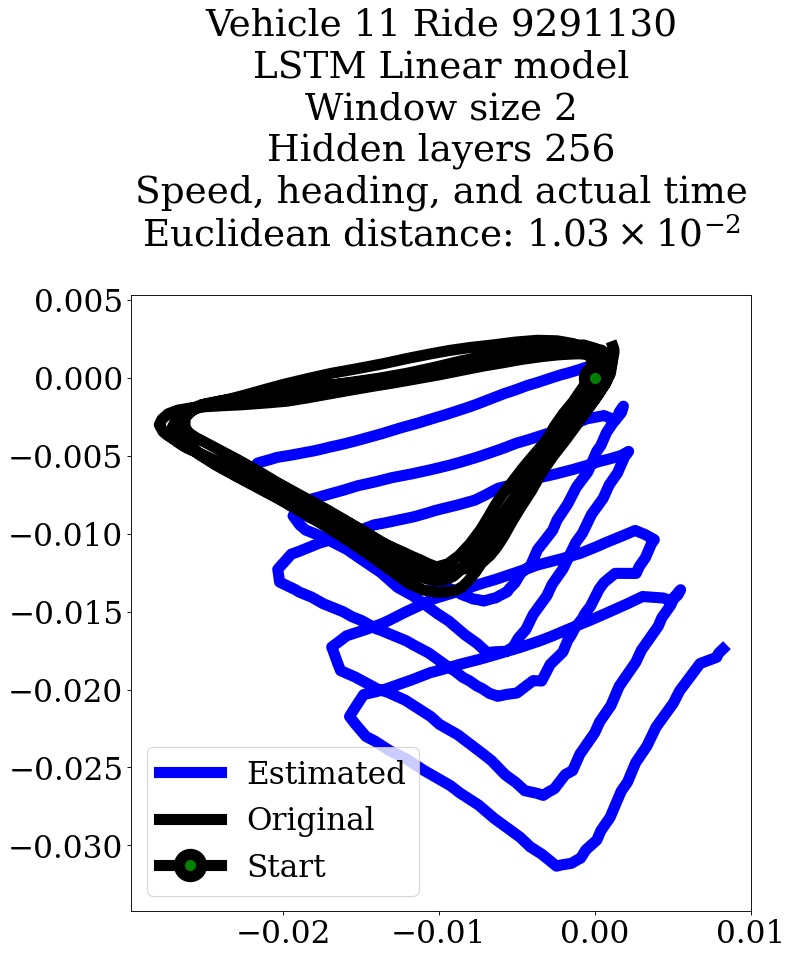 Vehicle 11 Ride 9291130
LSTM Linear model
Window size 2
Hidden layers 256
Speed, heading, and actual time
Euclidean distance: 1.03 × 10⁻²
0.005
0.000
−0.005
−0.010
−0.015
−0.020
−0.025
−0.030
Estimated
Original
Start
−0.02
−0.01
0.00
0.01